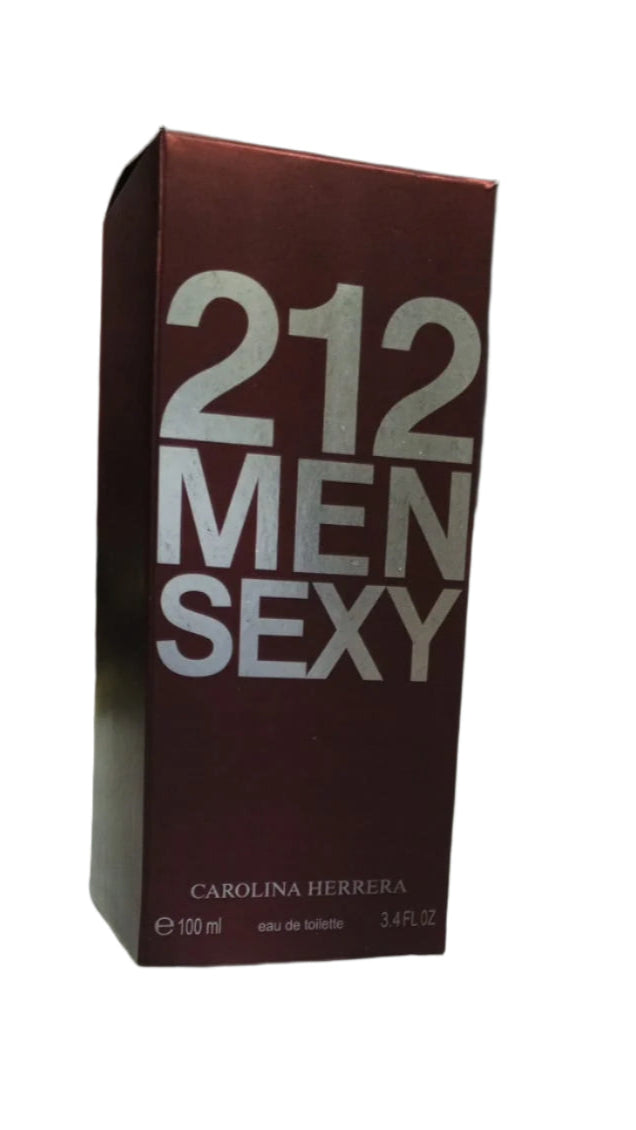 212
MEN
SEXY
CAROLINA HERRERA
℮ 100 ml eau de toilette 3.4 FL OZ